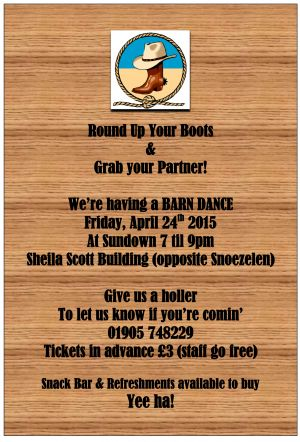 Round Up Your Boots
&
Grab your Partner!
We're having a BARN DANCE
Friday, April 24th 2015
At Sundown 7 til 9pm
Sheila Scott Building (opposite Snoezelen)
Give us a holler
To let us know if you're comin'
01905 748229
Tickets in advance £3 (staff go free)
Snack Bar & Refreshments available to buy
Yee ha!